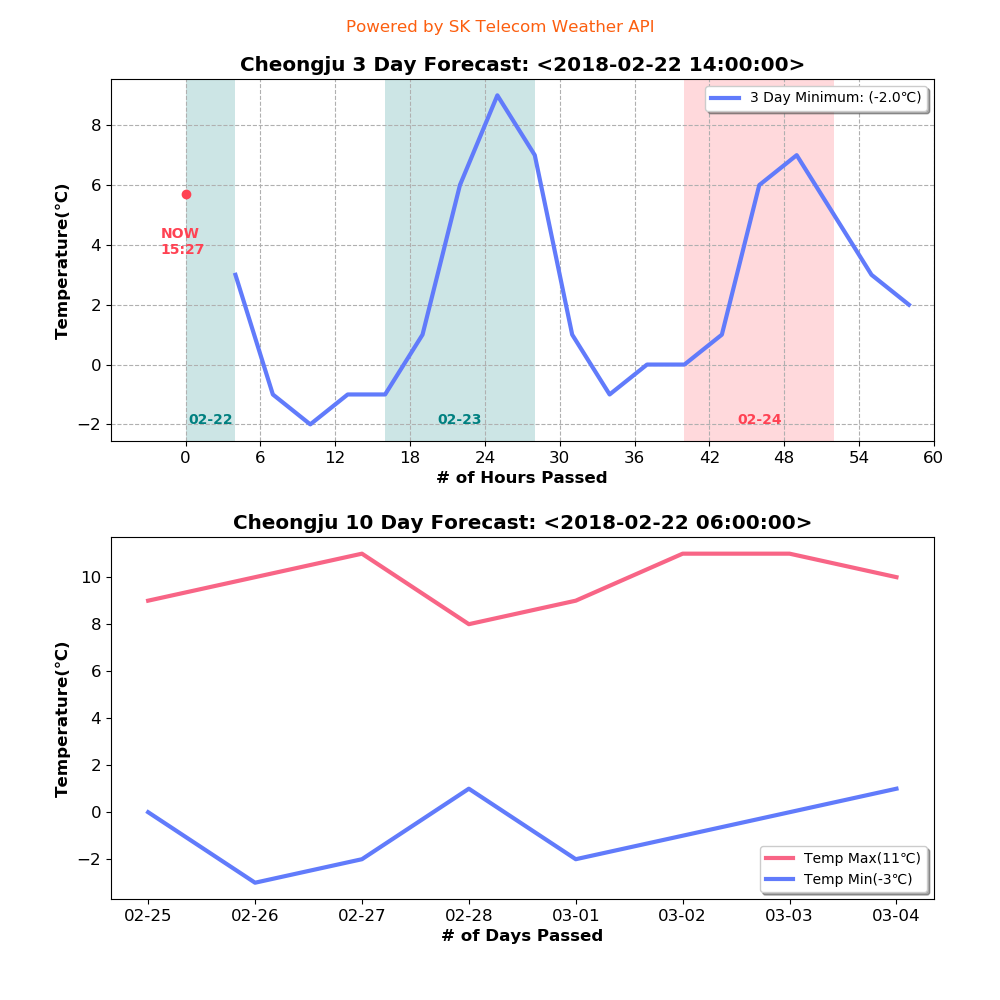 Powered by SK Telecom Weather API
Cheongju 3 Day Forecast: <2018-02-22 14:00:00>
3 Day Minimum: (-2.0℃)
Temperature(℃)
8
6
4
2
0
−2
NOW
15:27
02-22
02-23
02-24
0 6 12 18 24 30 36 42 48 54 60
# of Hours Passed
Cheongju 10 Day Forecast: <2018-02-22 06:00:00>
Temperature(℃)
10
8
6
4
2
0
−2
Temp Max(11℃)
Temp Min(-3℃)
02-25 02-26 02-27 02-28 03-01 03-02 03-03 03-04
# of Days Passed